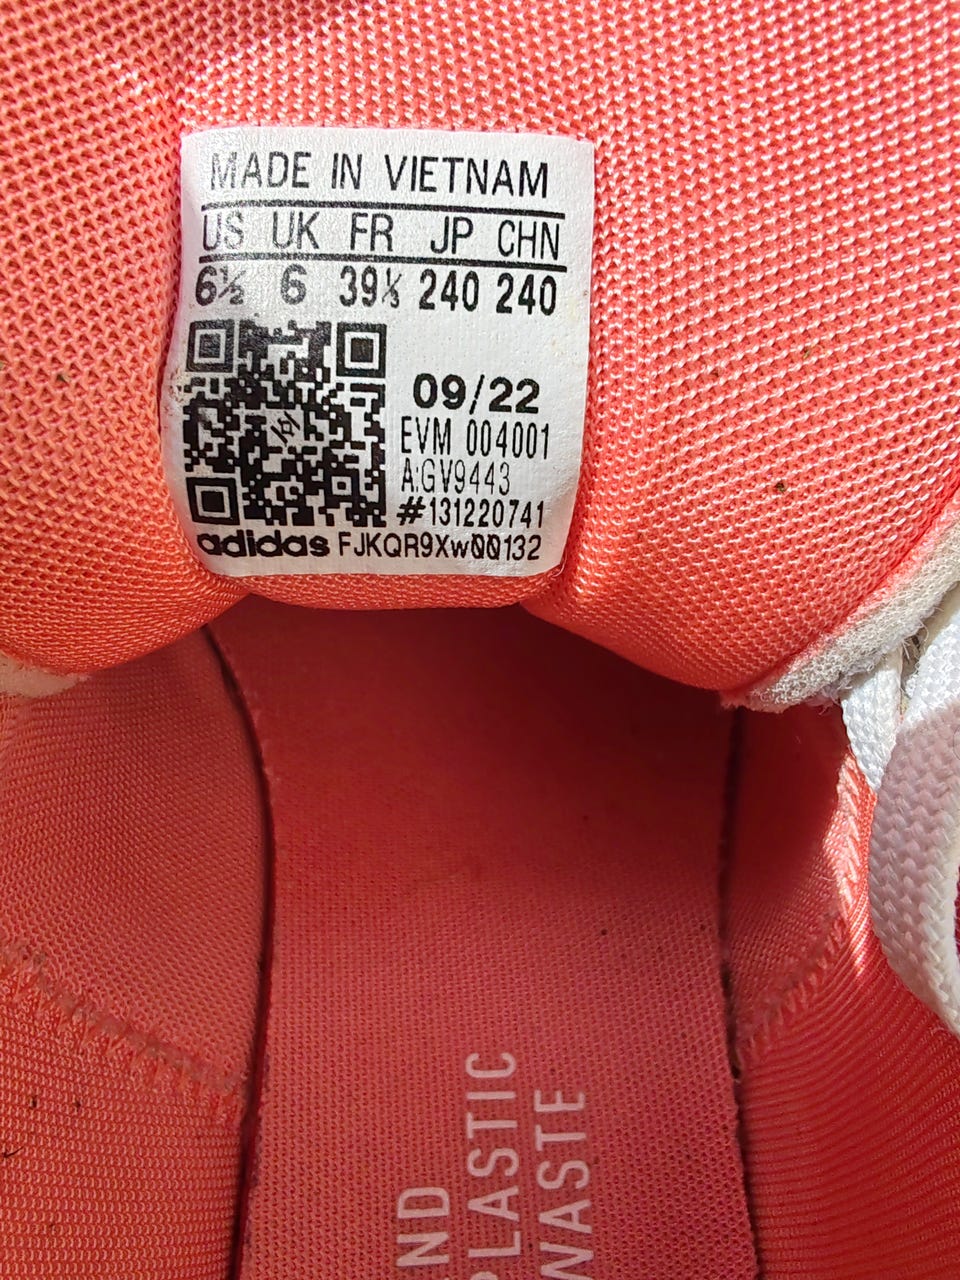 MADE IN VIETNAM
US UK FR JP CHN
6½ 6 39⅓ 240 240
09/22
EVM 004001
A:GV9443
#131220741
adidas FJKQR9Xw00132
END
PLASTIC
WASTE